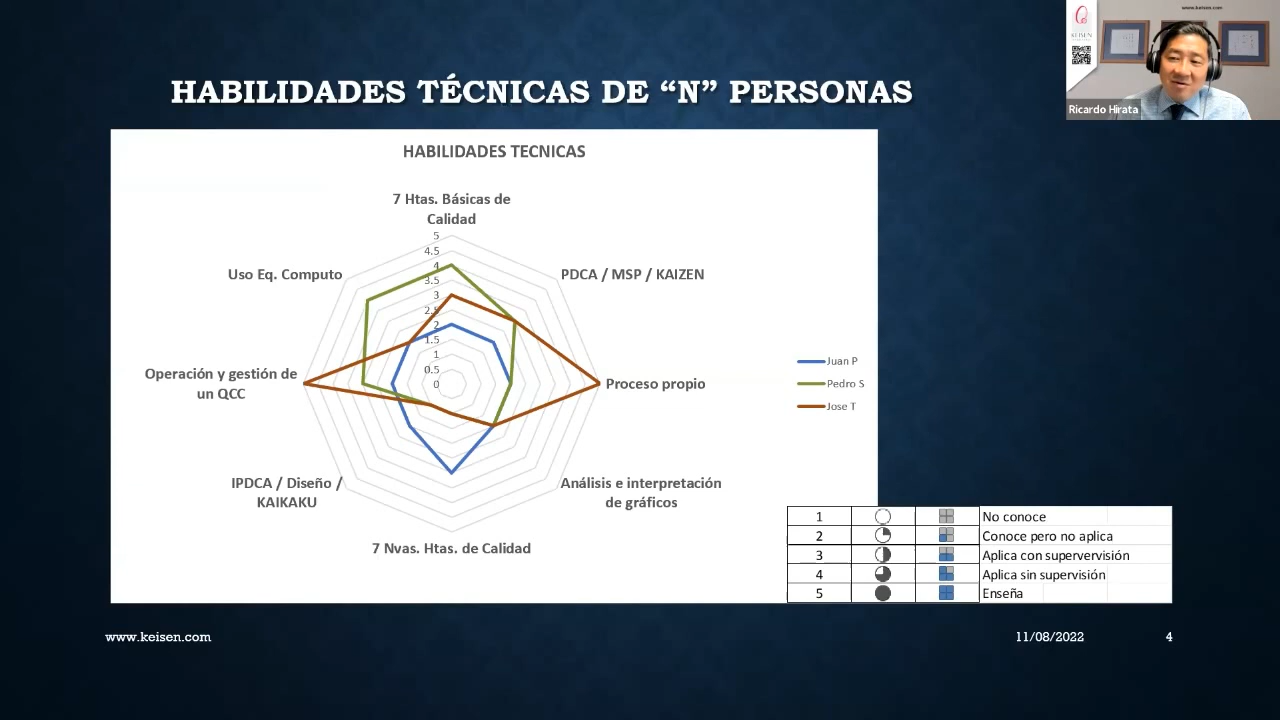 www.keisen.com
KEISEN
Ricardo Hirata
HABILIDADES TÉCNICAS DE “N” PERSONAS
HABILIDADES TECNICAS
7 Htas. Básicas de
Calidad
5
4.5
4
3.5
3
2.5
2
1.5
1
0.5
0
Uso Eq. Computo
PDCA / MSP / KAIZEN
Operación y gestión de
un QCC
Proceso propio
IPDCA / Diseño /
KAIKAKU
Análisis e interpretación
de gráficos
7 Nvas. Htas. de Calidad
Juan P
Pedro S
Jose T
1 No conoce
2 Conoce pero no aplica
3 Aplica con supervervisión
4 Aplica sin supervisión
5 Enseña
www.keisen.com
11/08/2022
4